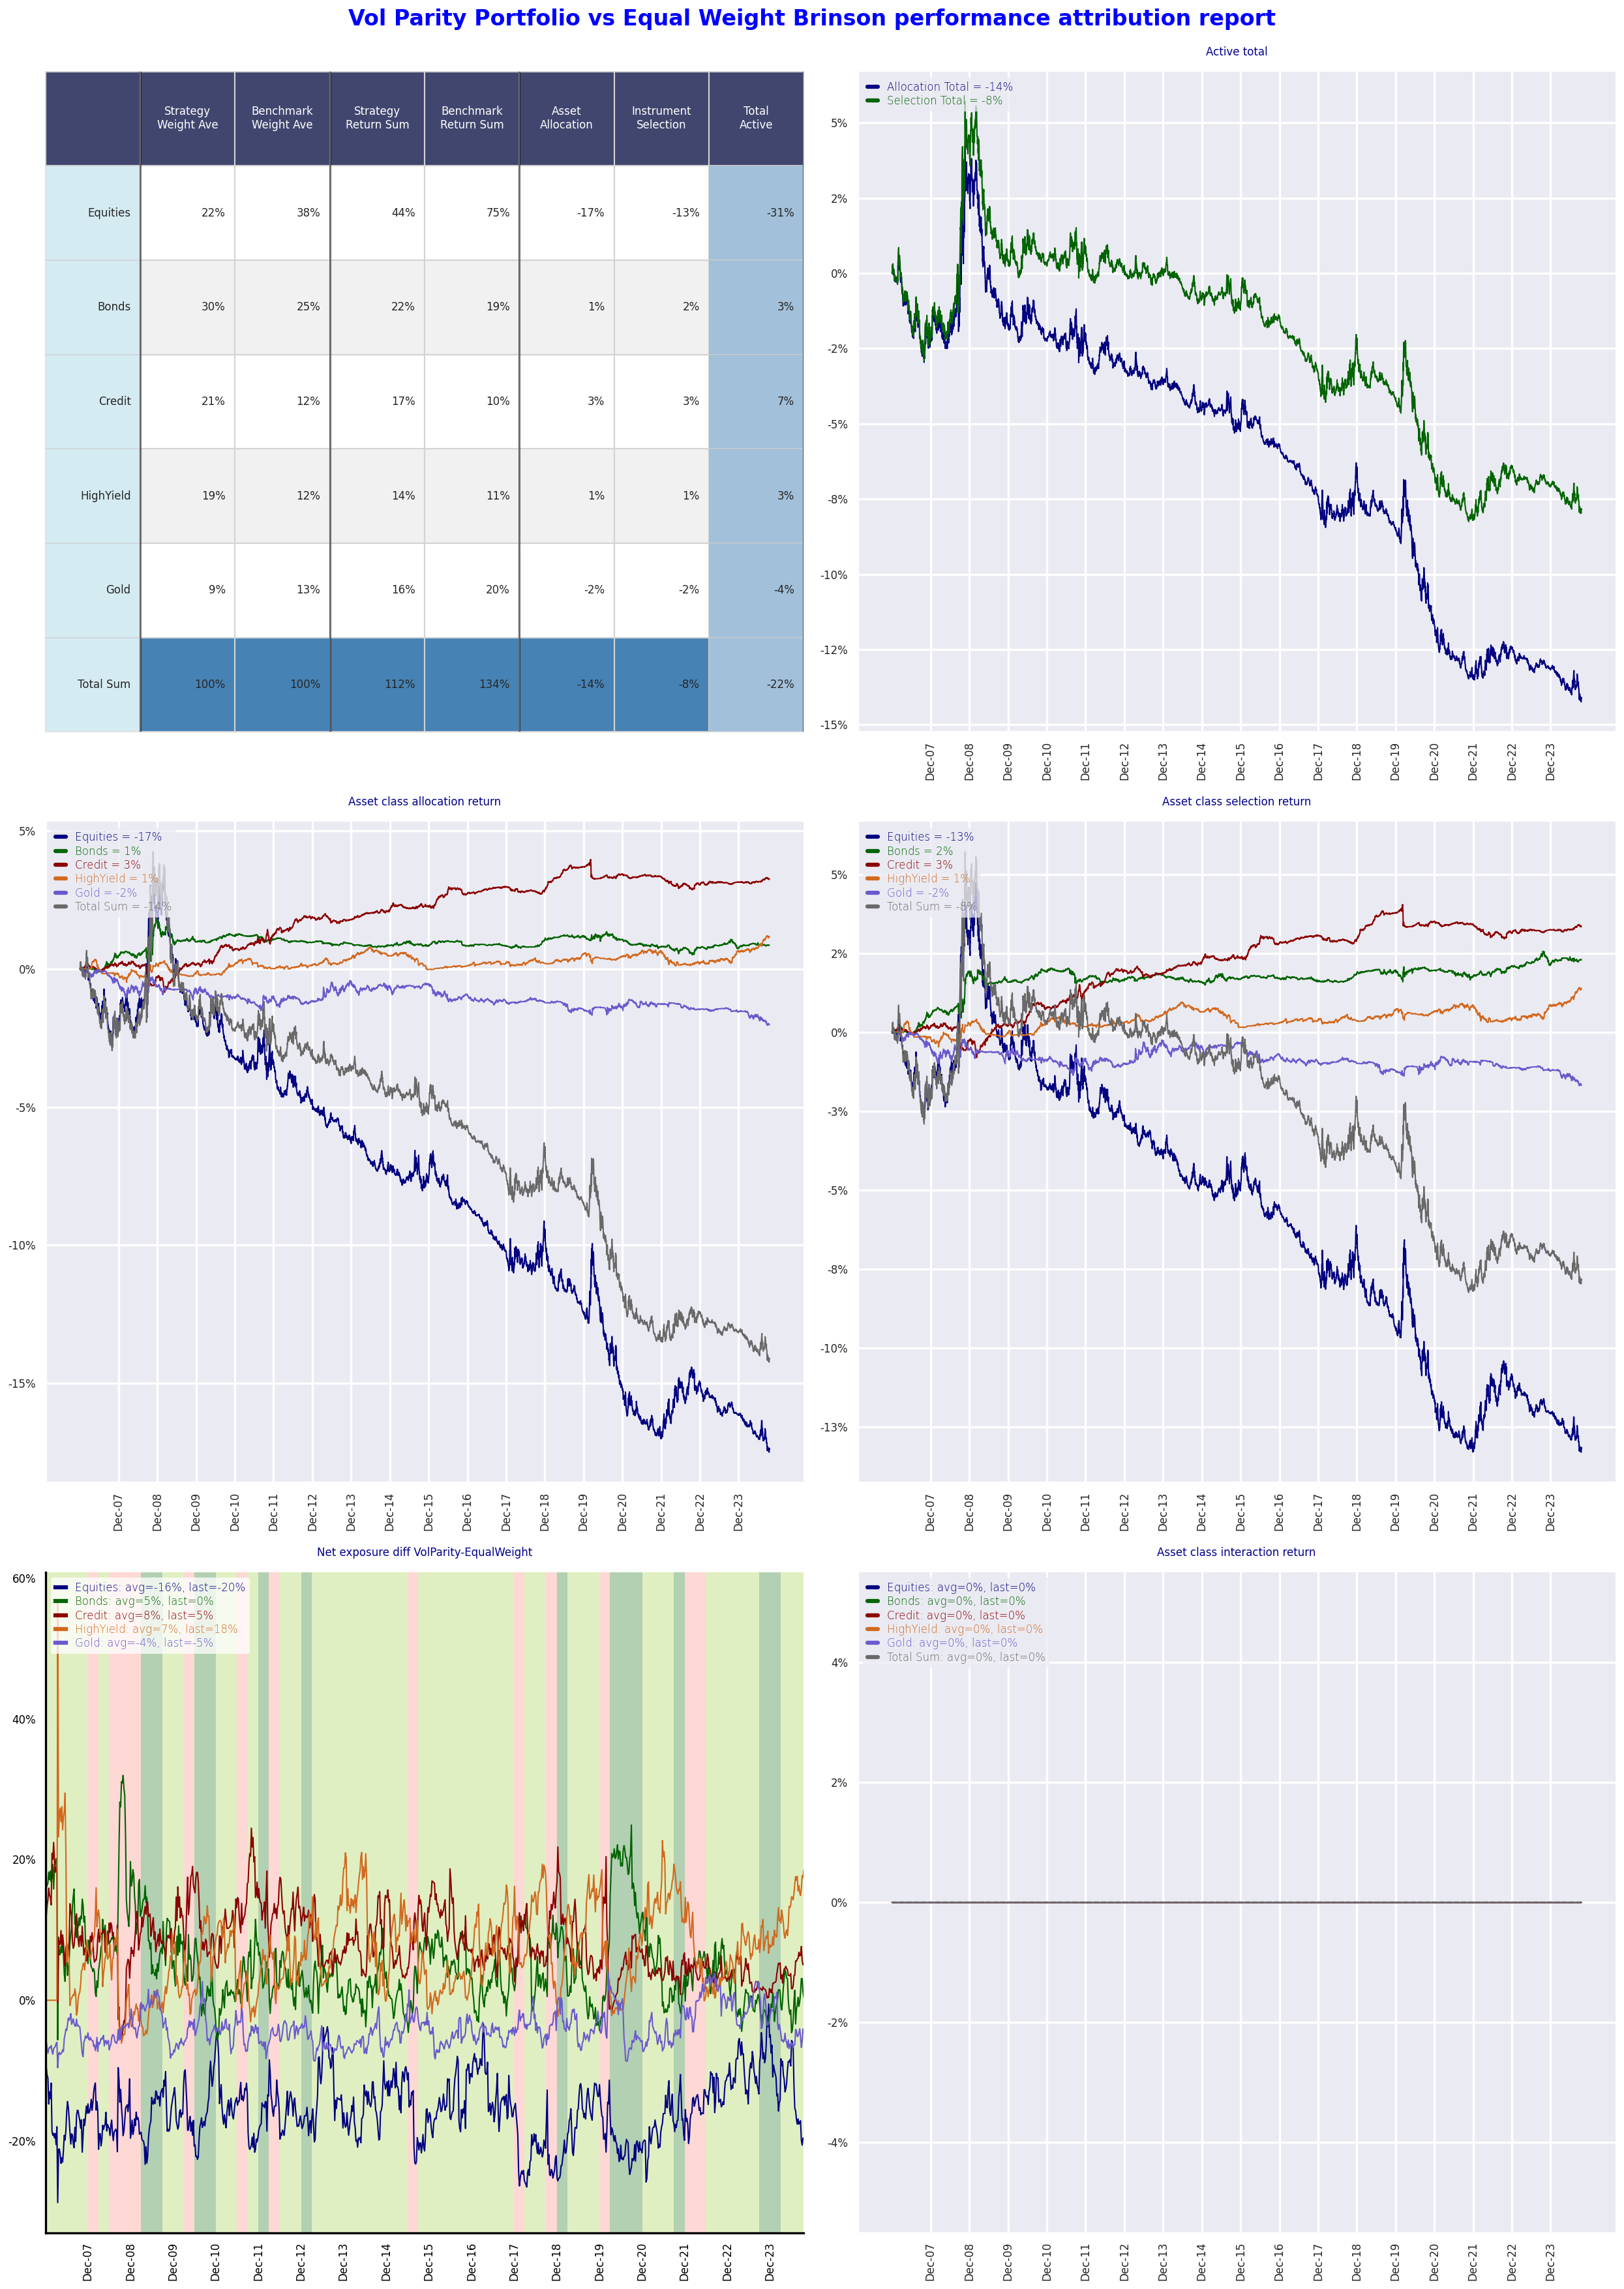 Vol Parity Portfolio vs Equal Weight Brinson performance attribution report
Strategy Weight Ave Benchmark Weight Ave Strategy Return Sum Benchmark Return Sum Asset Allocation Instrument Selection Total Active
Equities 22% 38% 44% 75% -17% -13% -31%
Bonds 30% 25% 22% 19% 1% 2% 3%
Credit 21% 12% 17% 10% 3% 3% 7%
HighYield 19% 12% 14% 11% 1% 1% 3%
Gold 9% 13% 16% 20% -2% -2% -4%
Total Sum 100% 100% 112% 134% -14% -8% -22%
Active total
Allocation Total = -14%
Selection Total = -8%
5%
2%
0%
-2%
-5%
-8%
-10%
-12%
-15%
Dec-07 Dec-08 Dec-09 Dec-10 Dec-11 Dec-12 Dec-13 Dec-14 Dec-15 Dec-16 Dec-17 Dec-18 Dec-19 Dec-20 Dec-21 Dec-22 Dec-23
Asset class allocation return
Equities = -17%
Bonds = 1%
Credit = 3%
HighYield = 1%
Gold = -2%
Total Sum = -14%
5%
0%
-5%
-10%
-15%
Dec-07 Dec-08 Dec-09 Dec-10 Dec-11 Dec-12 Dec-13 Dec-14 Dec-15 Dec-16 Dec-17 Dec-18 Dec-19 Dec-20 Dec-21 Dec-22 Dec-23
Asset class selection return
Equities = -13%
Bonds = 2%
Credit = 3%
HighYield = 1%
Gold = -2%
Total Sum = -8%
5%
2%
0%
-3%
-5%
-8%
-10%
-13%
Dec-07 Dec-08 Dec-09 Dec-10 Dec-11 Dec-12 Dec-13 Dec-14 Dec-15 Dec-16 Dec-17 Dec-18 Dec-19 Dec-20 Dec-21 Dec-22 Dec-23
Net exposure diff VolParity-EqualWeight
Equities: avg=-16%, last=-20%
Bonds: avg=5%, last=0%
Credit: avg=8%, last=5%
HighYield: avg=7%, last=18%
Gold: avg=-4%, last=-5%
60%
40%
20%
0%
-20%
Dec-07 Dec-08 Dec-09 Dec-10 Dec-11 Dec-12 Dec-13 Dec-14 Dec-15 Dec-16 Dec-17 Dec-18 Dec-19 Dec-20 Dec-21 Dec-22 Dec-23
Asset class interaction return
Equities: avg=0%, last=0%
Bonds: avg=0%, last=0%
Credit: avg=0%, last=0%
HighYield: avg=0%, last=0%
Gold: avg=0%, last=0%
Total Sum: avg=0%, last=0%
4%
2%
0%
-2%
-4%
Dec-07 Dec-08 Dec-09 Dec-10 Dec-11 Dec-12 Dec-13 Dec-14 Dec-15 Dec-16 Dec-17 Dec-18 Dec-19 Dec-20 Dec-21 Dec-22 Dec-23